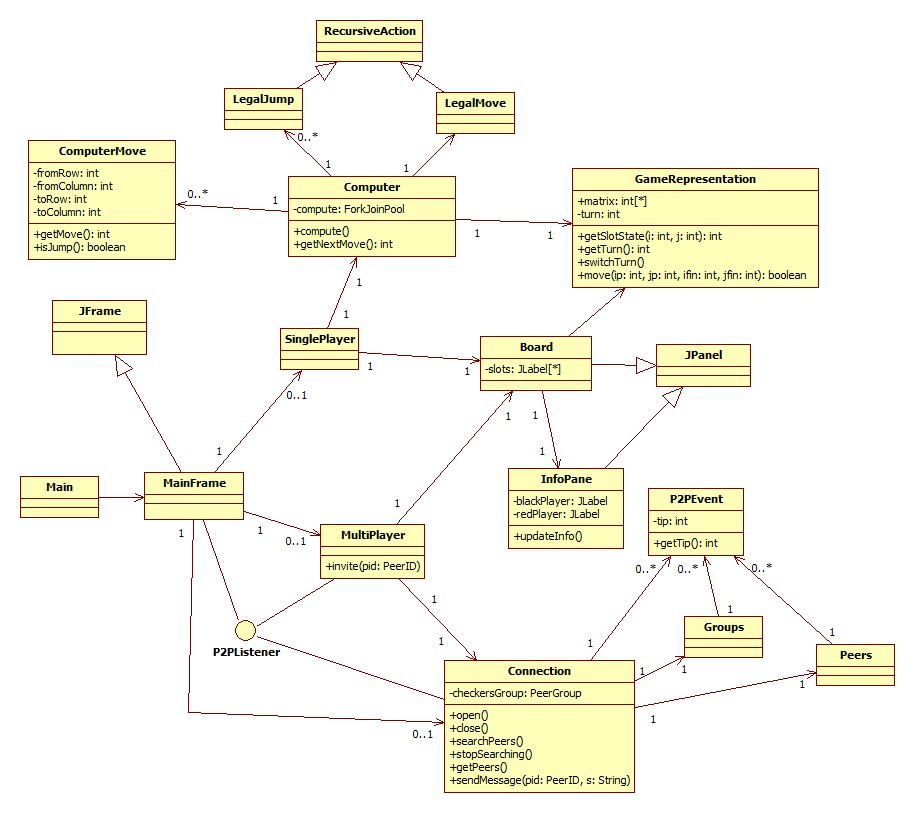 RecursiveAction
LegalJump
LegalMove
0..*
1
1
ComputerMove
-fromRow: int
-fromColumn: int
-toRow: int
-toColumn: int
+getMove(): int
+isJump(): boolean
0..*
1
Computer
-compute: ForkJoinPool
+compute()
+getNextMove(): int
1
1
GameRepresentation
+matrix: int[*]
-turn: int
+getSlotState(i: int, j: int): int
+getTurn(): int
+switchTurn()
+move(ip: int, jp: int, ifin: int, jfin: int): boolean
1
1
JFrame
SinglePlayer
1
1
Board
-slots: JLabel[*]
JPanel
0..1
1
1
1
1
1
InfoPane
-blackPlayer: JLabel
-redPlayer: JLabel
+updateInfo()
Main
MainFrame
1
1
0..1
1
MultiPlayer
+invite(pid: PeerID)
P2PEvent
-tip: int
+getTip(): int
0..*
0..*
0..*
P2PListener
1
1
1
1
1
Groups
Peers
1
1
1
1
Connection
-checkersGroup: PeerGroup
+open()
+close()
+searchPeers()
+stopSearching()
+getPeers()
+sendMessage(pid: PeerID, s: String)
0..1